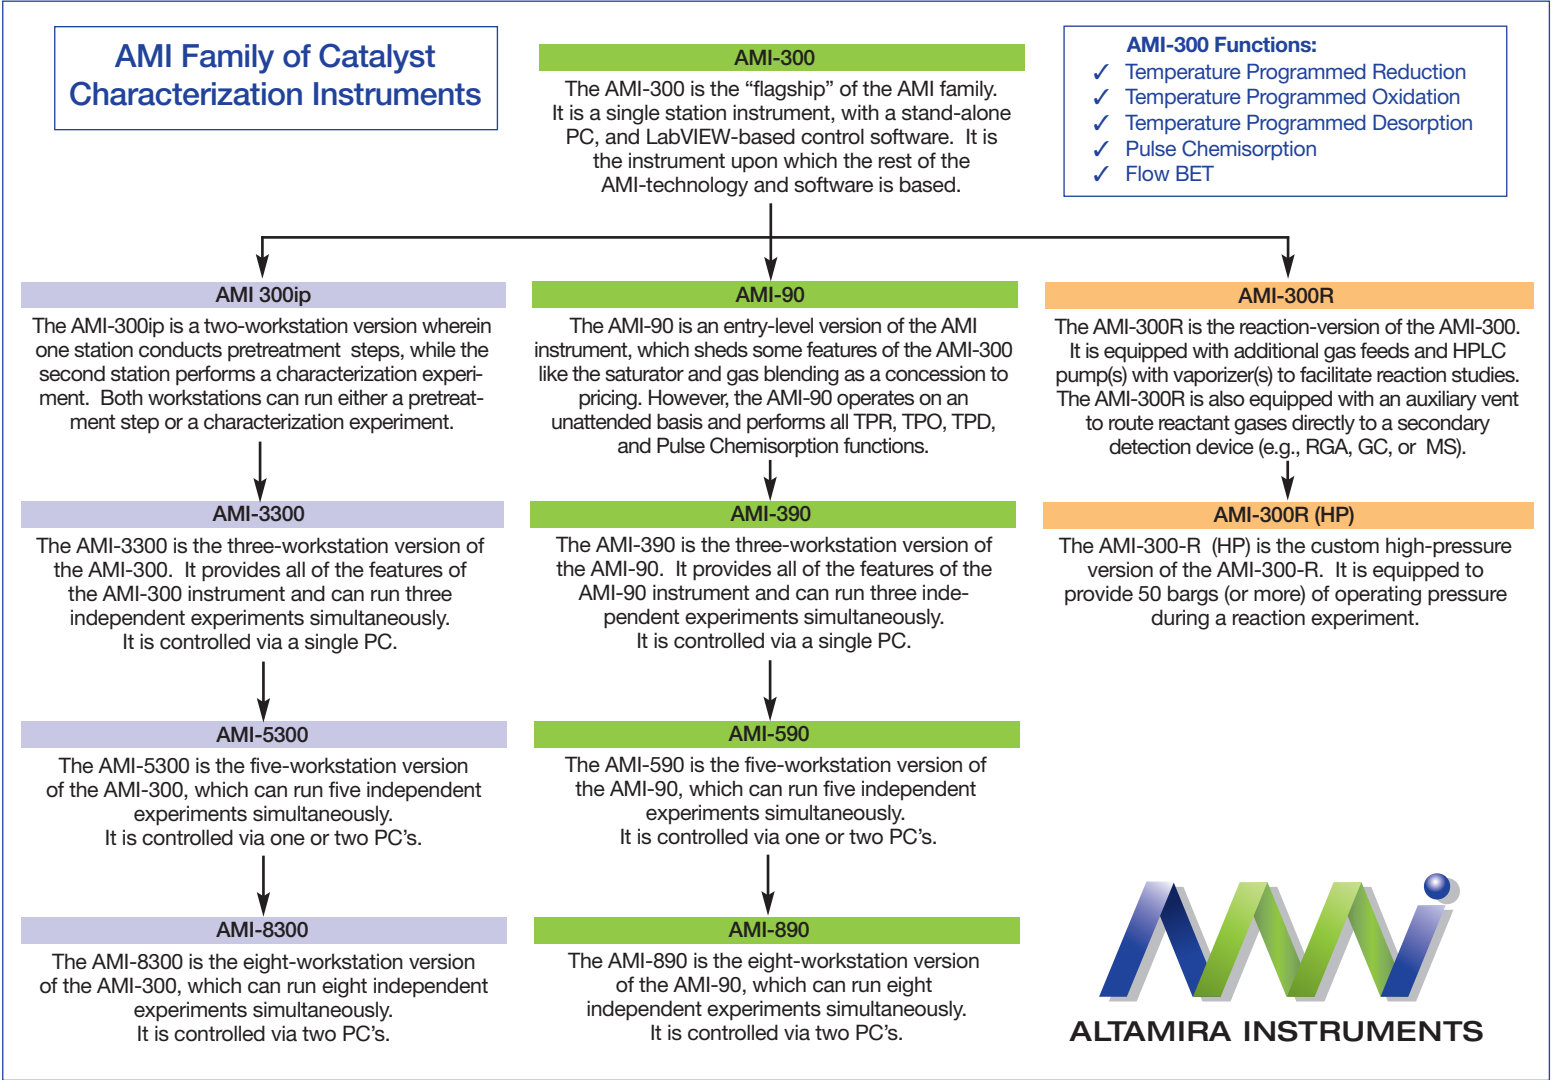 AMI Family of Catalyst
Characterization Instruments
AMI-300
The AMI-300 is the “flagship” of the AMI family.
It is a single station instrument, with a stand-alone
PC, and LabVIEW-based control software.  It is
the instrument upon which the rest of the
AMI-technology and software is based.
AMI-300 Functions:
✓ Temperature Programmed Reduction
✓ Temperature Programmed Oxidation
✓ Temperature Programmed Desorption
✓ Pulse Chemisorption
✓ Flow BET
AMI 300ip
The AMI-300ip is a two-workstation version wherein
one station conducts pretreatment  steps, while the
second station performs a characterization experi-
ment.  Both workstations can run either a pretreat-
ment step or a characterization experiment.
AMI-3300
The AMI-3300 is the three-workstation version of
the AMI-300.  It provides all of the features of
the AMI-300 instrument and can run three
independent experiments simultaneously.
It is controlled via a single PC.
AMI-5300
The AMI-5300 is the five-workstation version
of the AMI-300, which can run five independent
experiments simultaneously.
It is controlled via one or two PC’s.
AMI-8300
The AMI-8300 is the eight-workstation version
of the AMI-300, which can run eight independent
experiments simultaneously.
It is controlled via two PC’s.
AMI-90
The AMI-90 is an entry-level version of the AMI
instrument, which sheds some features of the AMI-300
like the saturator and gas blending as a concession to
pricing. However, the AMI-90 operates on an
unattended basis and performs all TPR, TPO, TPD,
and Pulse Chemisorption functions.
AMI-390
The AMI-390 is the three-workstation version of
the AMI-90.  It provides all of the features of the
AMI-90 instrument and can run three inde-
pendent experiments simultaneously.
It is controlled via a single PC.
AMI-590
The AMI-590 is the five-workstation version of
the AMI-90, which can run five independent
experiments simultaneously.
It is controlled via one or two PC’s.
AMI-890
The AMI-890 is the eight-workstation version
of the AMI-90, which can run eight
independent experiments simultaneously.
It is controlled via two PC’s.
AMI-300R
The AMI-300R is the reaction-version of the AMI-300.
It is equipped with additional gas feeds and HPLC
pump(s) with vaporizer(s) to facilitate reaction studies.
The AMI-300R is also equipped with an auxiliary vent
to route reactant gases directly to a secondary
detection device (e.g., RGA, GC, or  MS).
AMI-300R (HP)
The AMI-300-R  (HP) is the custom high-pressure
version of the AMI-300-R.  It is equipped to
provide 50 bargs (or more) of operating pressure
during a reaction experiment.
AMi
ALTAMIRA INSTRUMENTS